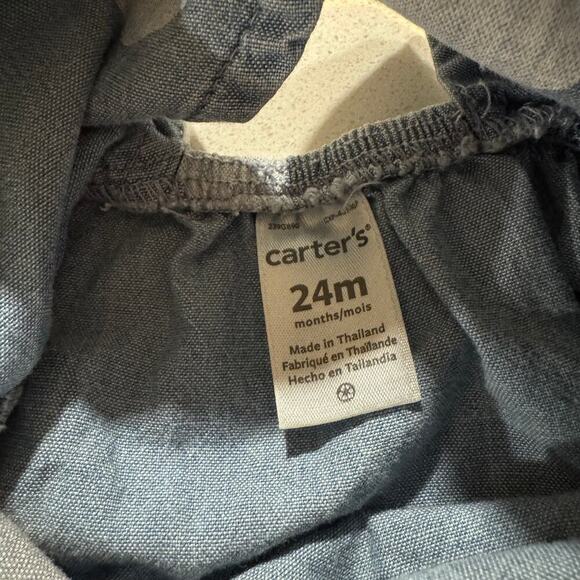 carter's®
24m
months/mois
Made in Thailand
Fabriqué en Thaïlande
Hecho en Tailandia